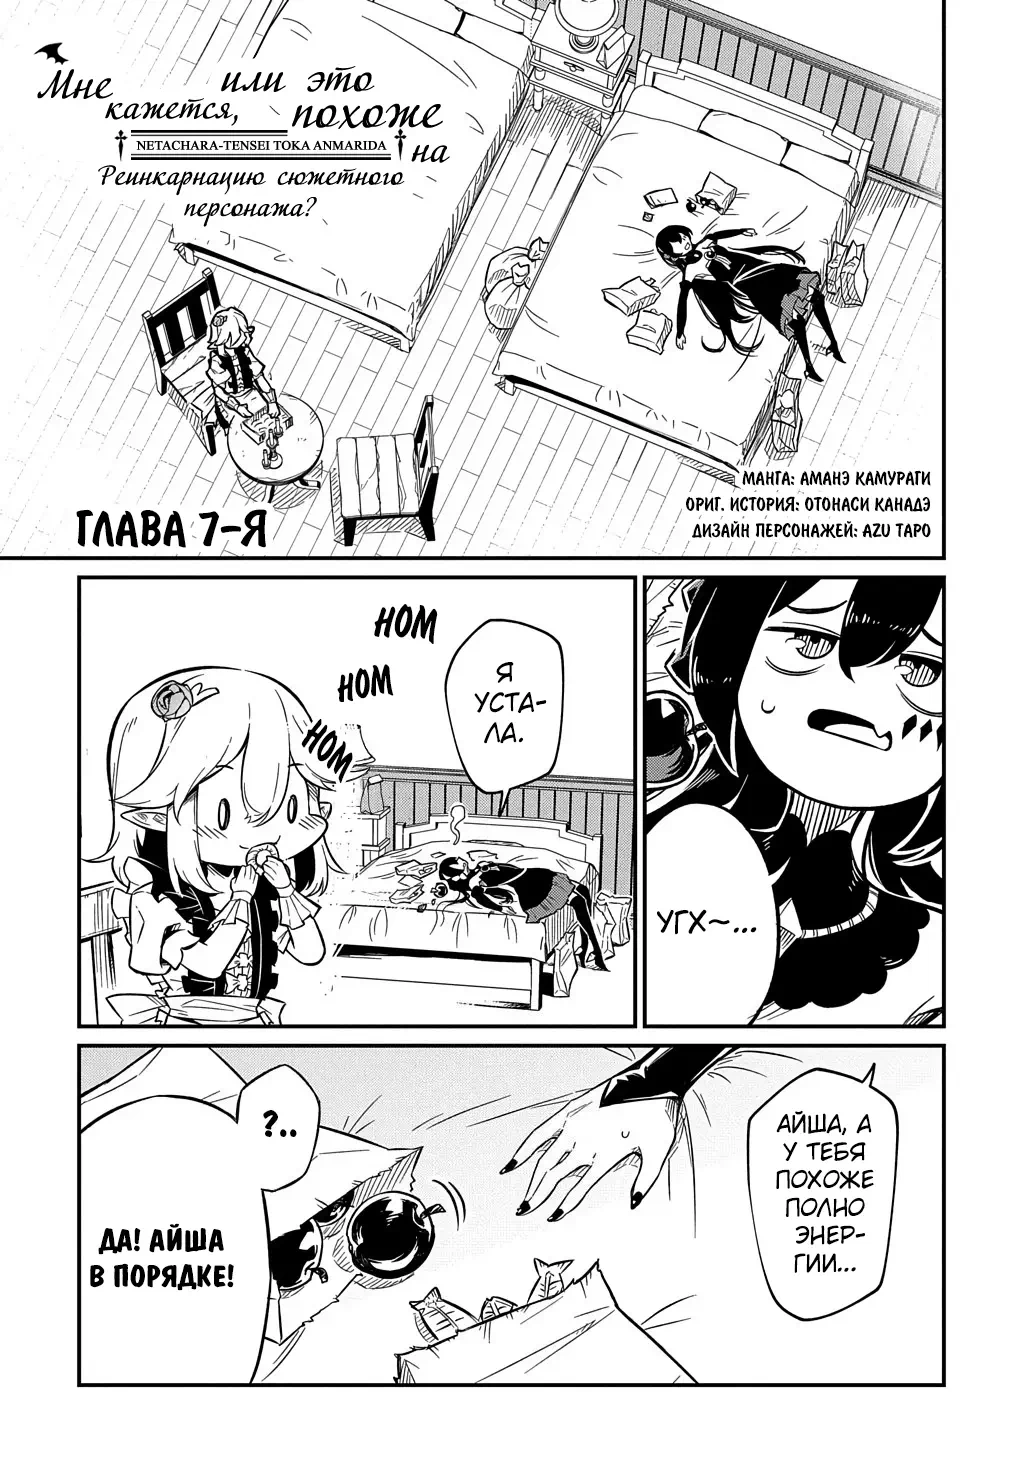 Мне кажется, или это похоже на
NETACHARA-TENSEI TOKA ANMARIDA
Реинкарнацию сюжетного
персонажа?
МАНГА: АМАНЭ КАМУРАГИ
ОРИГ. ИСТОРИЯ: ОТОНАСИ КАНАДЭ
ДИЗАЙН ПЕРСОНАЖЕЙ: AZU ТАРО
ГЛАВА 7-Я
УГХ~...
Я
УСТА-
ЛА.
НОМ
НОМ
НОМ
АЙША, А
У ТЕБЯ
ПОХОЖЕ
ПОЛНО
ЭНЕР-
ГИИ...
?..
ДА! АЙША
В ПОРЯДКЕ!